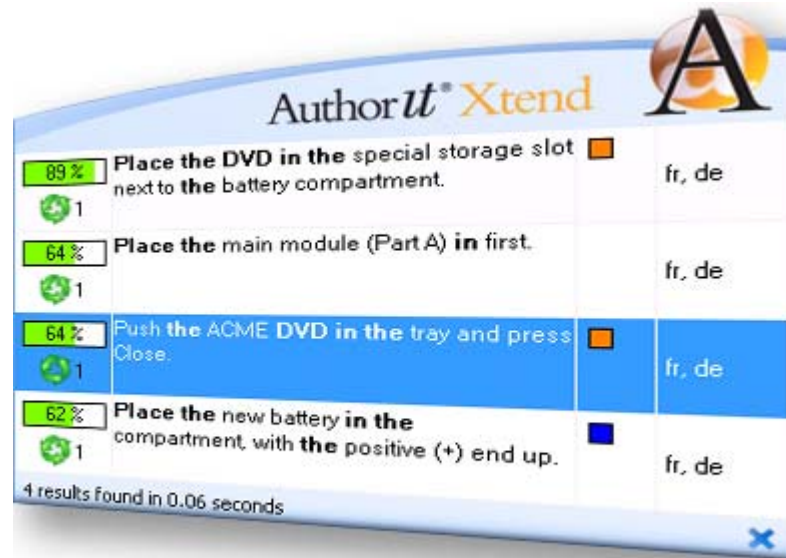 A
Authorit® Xtend
89 %
Place the DVD in the special storage slot
next to the battery compartment.
fr, de
1
64 %
Place the main module (Part A) in first.
fr, de
1
64 %
Push the ACME DVD in the tray and press
Close.
fr, de
1
62 %
Place the new battery in the
compartment, with the positive (+) end up.
fr, de
1
4 results found in 0.06 seconds